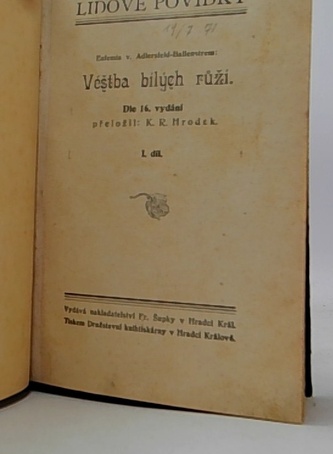 LIDOVÉ POVÍDKY
Eufemie v. Adlersfeld-Ballestrem:
Věštba bílých růží.
Dle 16. vydání
přeložil: K. R. Hrodek.
I. díl.
Vydává nakladatelství Fr. Šupky v Hradci Král.
Tiskem Družstevní knihtiskárny v Hradci Králové.